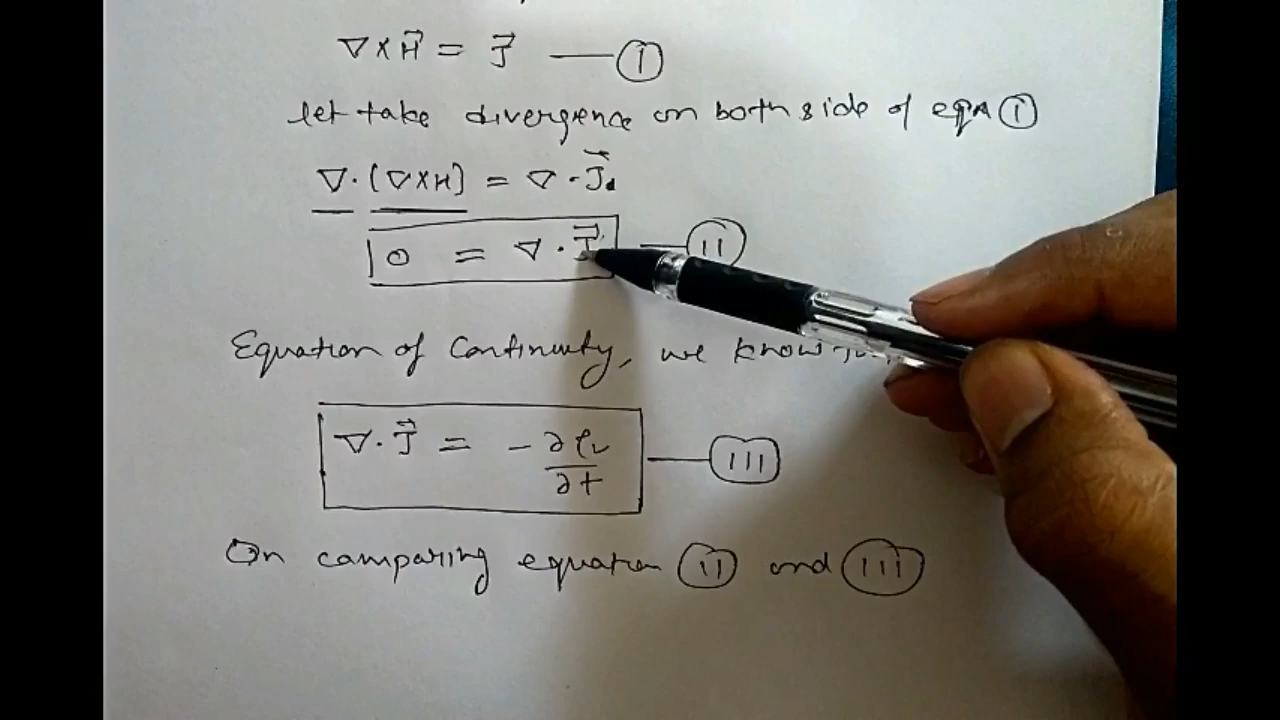 ∇×H⃗ = J⃗ —— Ⓘ
let take divergence on both side of eqn Ⓘ
∇·(∇×H) = ∇·J⃗
0 = ∇·J⃗ —— (II)
Equation of Continuity, we know
∇·J⃗ = -∂ρv/∂t —— (III)
On comparing equation (II) and (III)